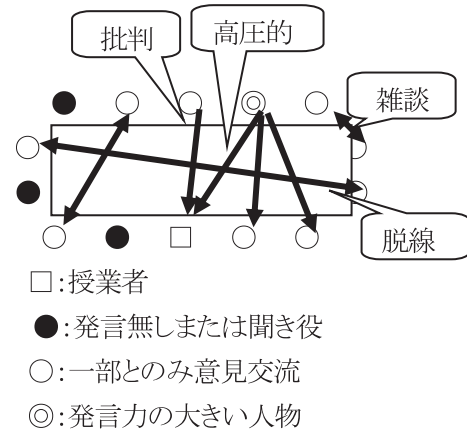 批判
高圧的
雑談
脱線
□:授業者
●:発言無しまたは聞き役
○:一部とのみ意見交流
◎:発言力の大きい人物